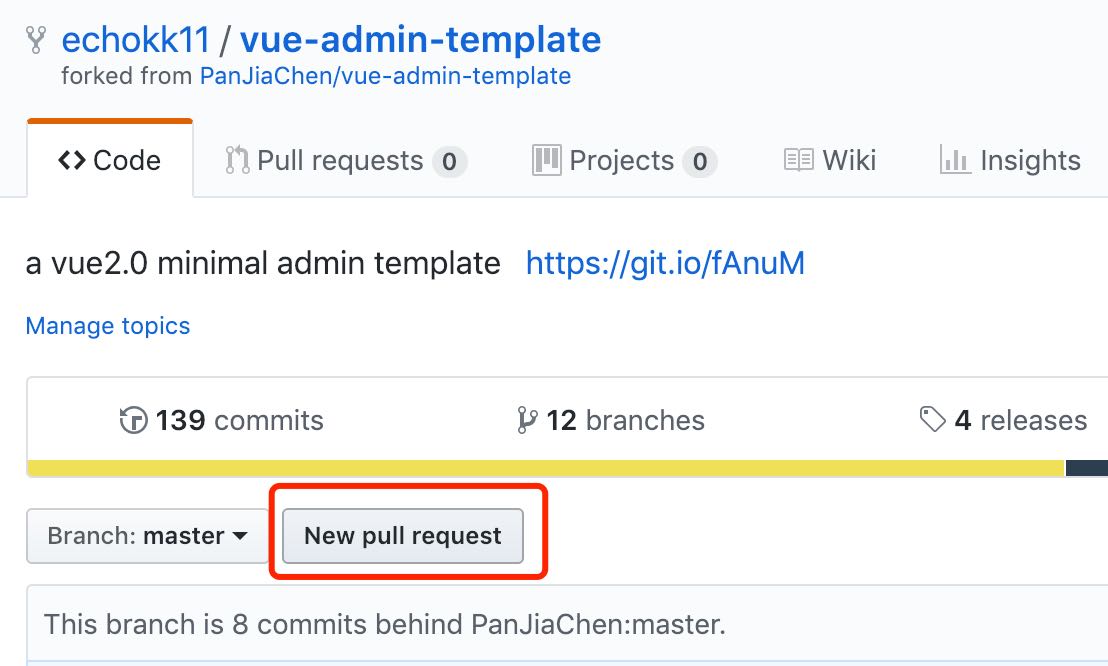 echokk11 / vue-admin-template
forked from PanJiaChen/vue-admin-template
<> Code Pull requests 0 Projects 0 Wiki Insights
a vue2.0 minimal admin template https://git.io/fAnuM
Manage topics
139 commits 12 branches 4 releases
Branch: master New pull request
This branch is 8 commits behind PanJiaChen:master.